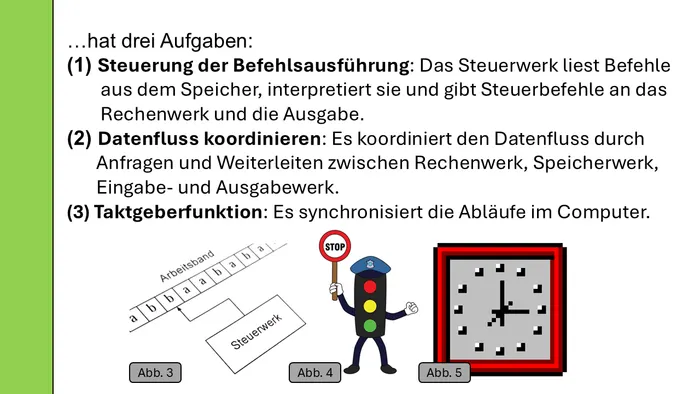 …hat drei Aufgaben:
(1) Steuerung der Befehlsausführung: Das Steuerwerk liest Befehle
aus dem Speicher, interpretiert sie und gibt Steuerbefehle an das
Rechenwerk und die Ausgabe.
(2) Datenfluss koordinieren: Es koordiniert den Datenfluss durch
Anfragen und Weiterleiten zwischen Rechenwerk, Speicherwerk,
Eingabe- und Ausgabewerk.
(3) Taktgeberfunktion: Es synchronisiert die Abläufe im Computer.
Arbeitsband
a b b a a b a b a
Steuerwerk
STOP
Abb. 3
Abb. 4
Abb. 5